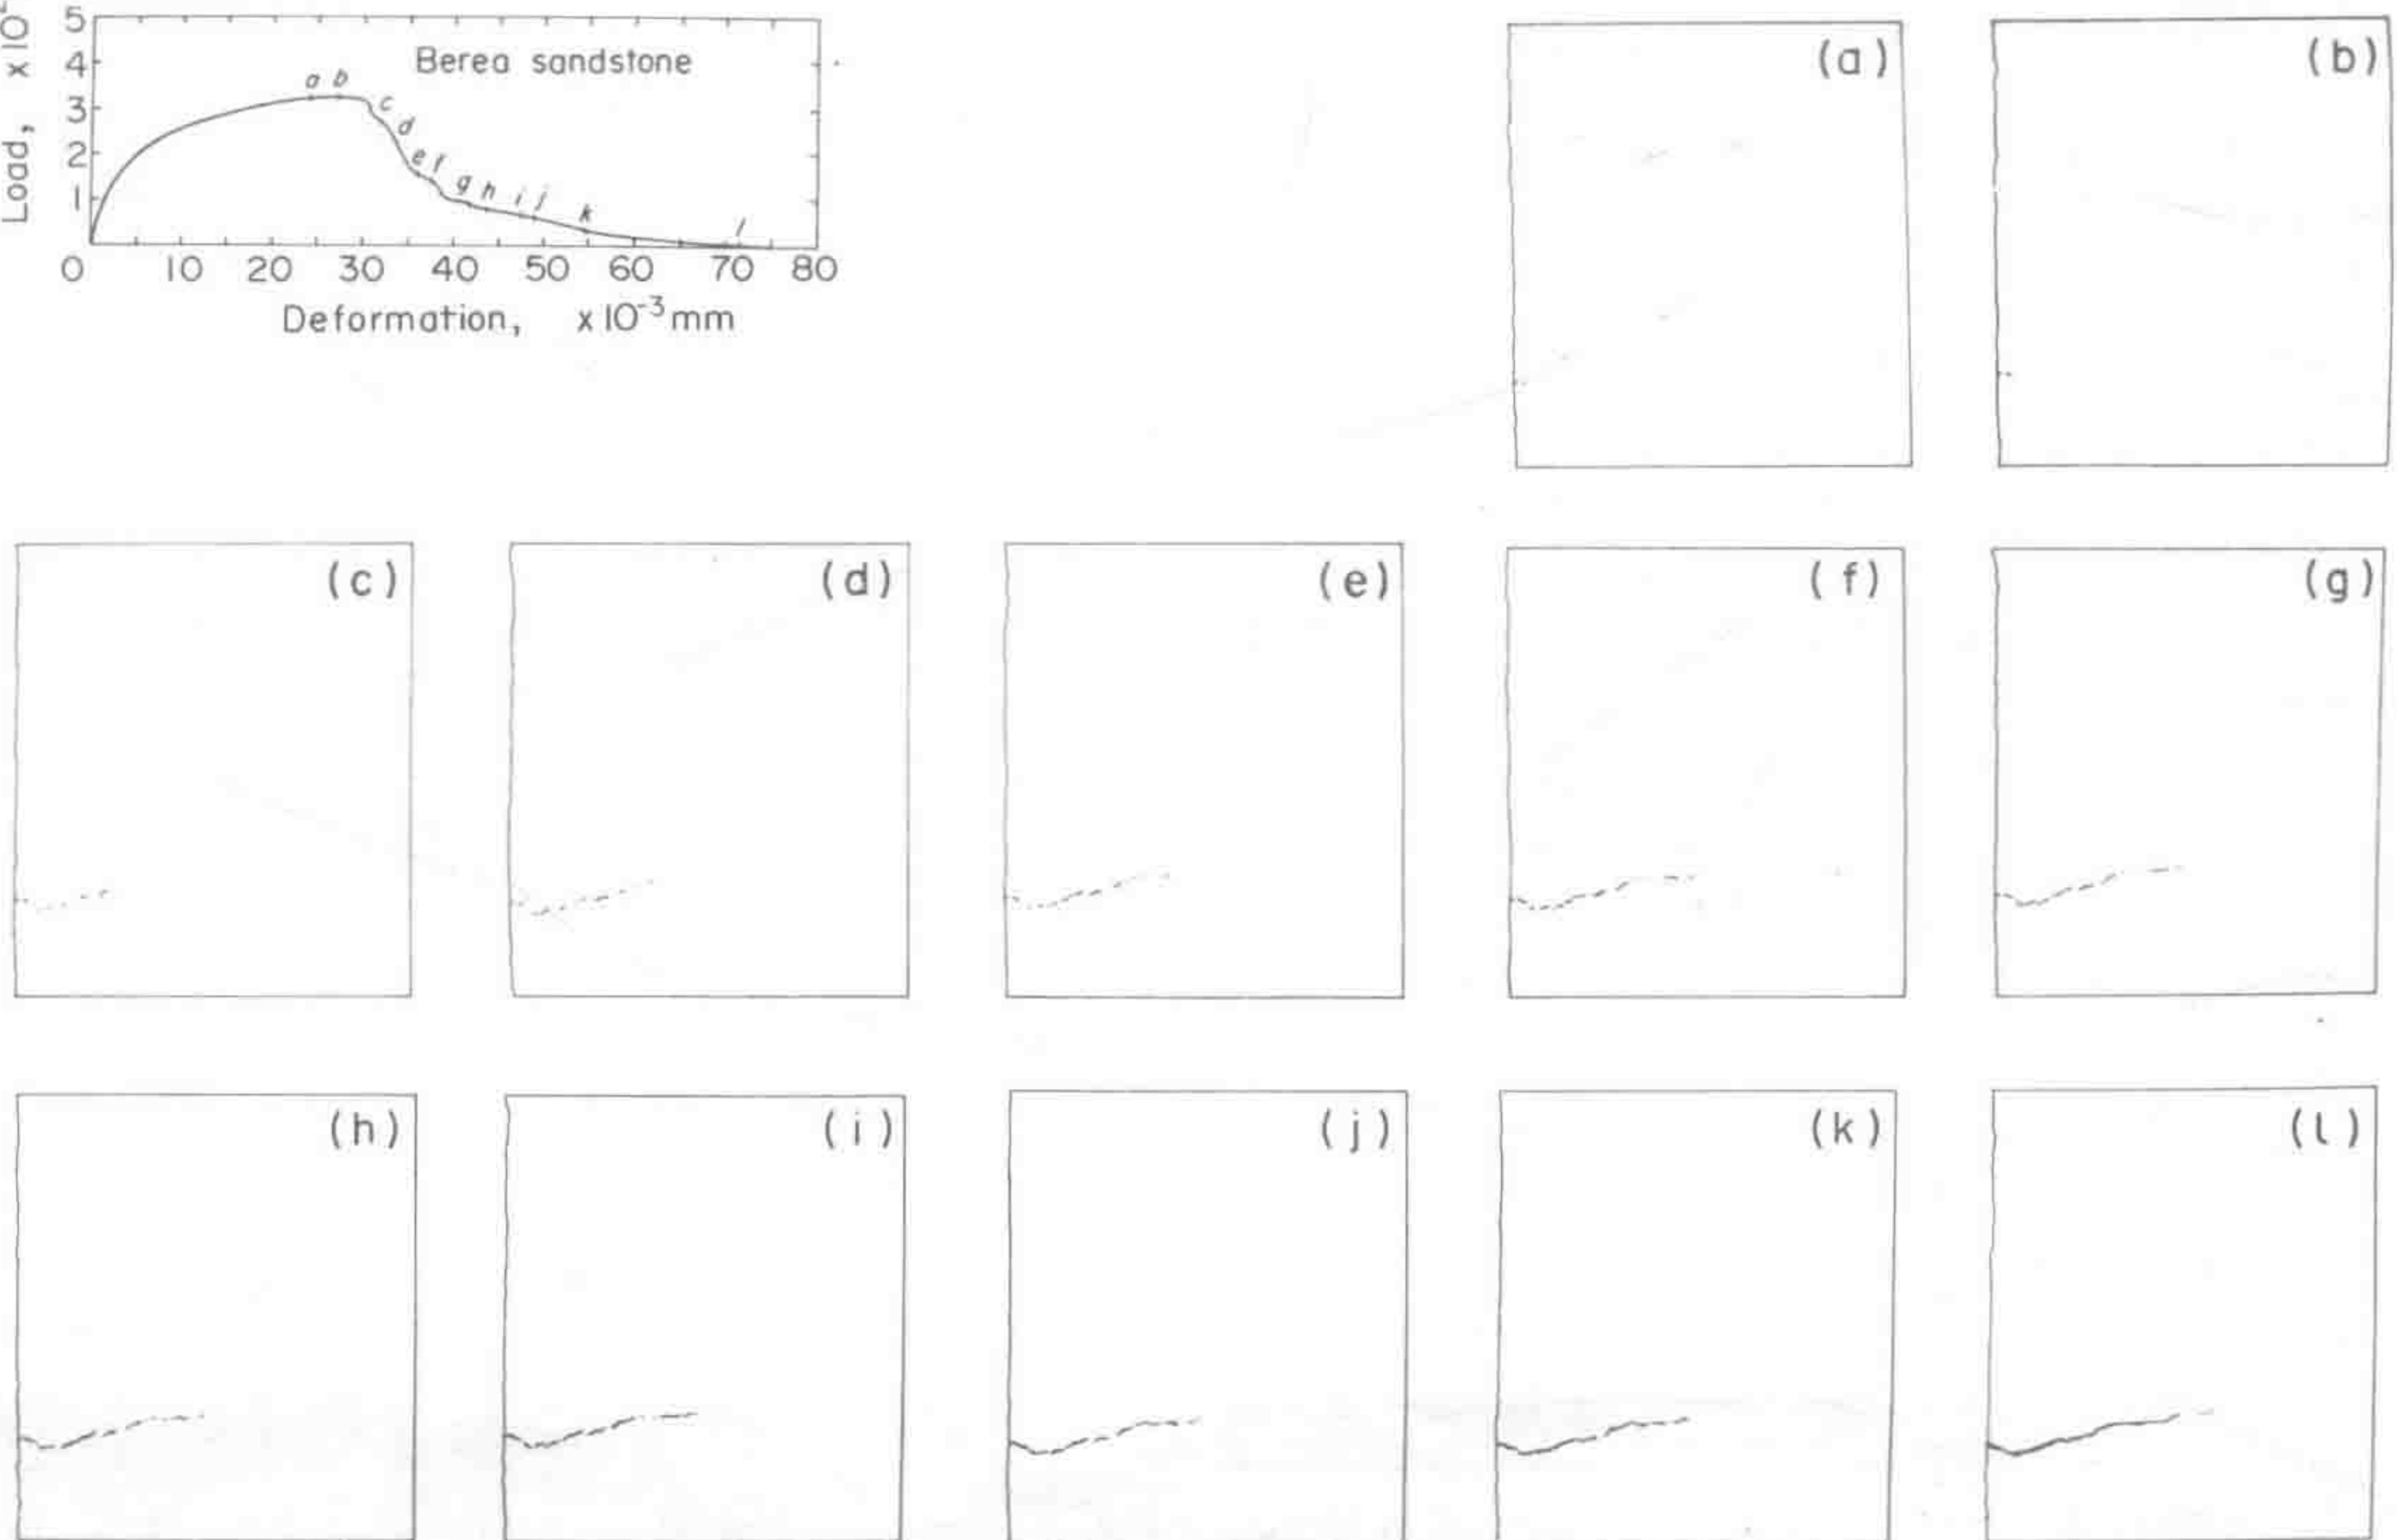 Load, x10
5
4
3
2
1
Berea sandstone
a b
c
d
e f
g h i j
k
l
0 10 20 30 40 50 60 70 80
Deformation, x10⁻³mm
(a) (b)
(c) (d) (e) (f) (g)
(h) (i) (j) (k) (l)